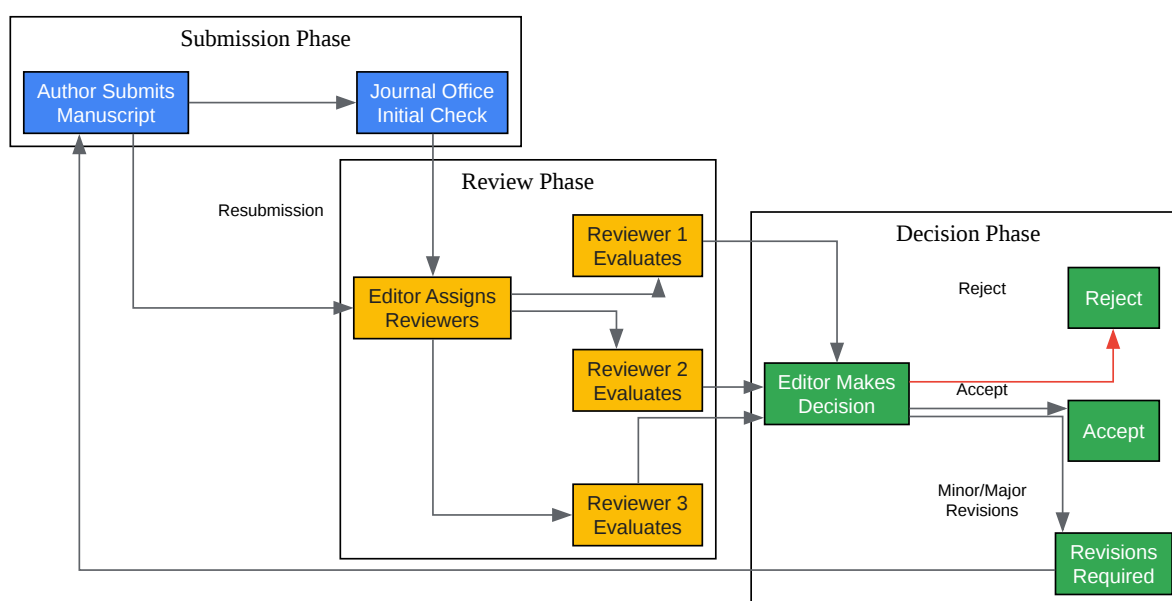 Submission Phase
Author Submits
Manuscript
Journal Office
Initial Check
Resubmission
Review Phase
Reviewer 1
Evaluates
Editor Assigns
Reviewers
Reviewer 2
Evaluates
Reviewer 3
Evaluates
Decision Phase
Reject
Reject
Editor Makes
Decision
Accept
Accept
Minor/Major
Revisions
Revisions
Required